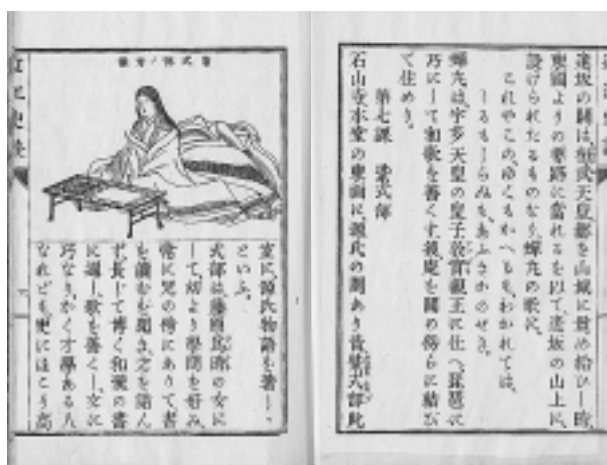 逢坂の關は、桓武天皇都を山城に奠め給ひし時、
東國よりの要路に當れるを以て、逢坂の山上に、
設けられたるものなり、蟬丸の歌に、
これやこの、ゆくもかへるも、わかれては、
しるもしらぬも、あふさかのせき。
蟬丸は、宇多天皇の皇子敦實親王に仕へ、琵琶に
巧にして和歌を善くす、後庵を關の傍らに結び
て住めり。
第七課　紫式部
石山寺本堂の東面に、源氏の間あり、昔紫式部此
室に、源氏物語を著し〻
といふ。
式部は、藤原爲時の女に
して、幼より學問を好み、
常に兄の傍にありて書
を讀むを聞き、之を諳ん
ず、長じて博く和漢の書
に通じ、歌を善くし、文に
巧なり、かく才學ある人
なれども、更にほこり高